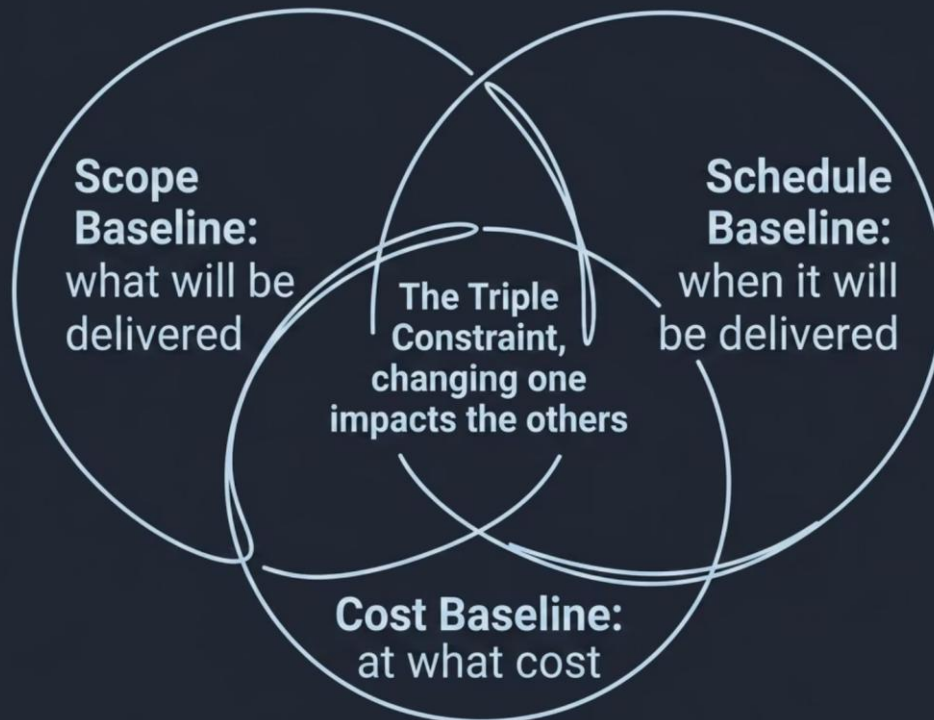 Scope
Baseline:
what will be
delivered
Schedule
Baseline:
when it will
be delivered
The Triple
Constraint,
changing one
impacts the others
Cost Baseline:
at what cost